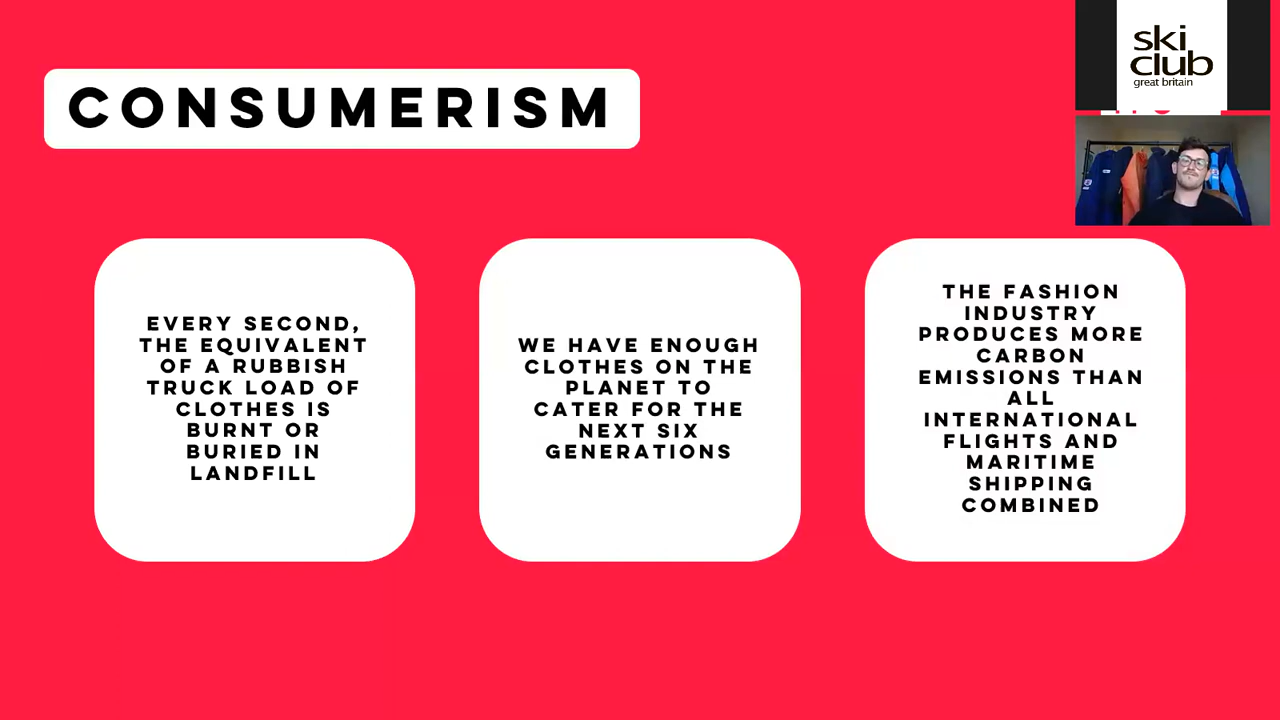 CONSUMERISM
ski
club
great britain
EVERY SECOND,
THE EQUIVALENT
OF A RUBBISH
TRUCK LOAD OF
CLOTHES IS
BURNT OR
BURIED IN
LANDFILL
WE HAVE ENOUGH
CLOTHES ON THE
PLANET TO
CATER FOR THE
NEXT SIX
GENERATIONS
THE FASHION
INDUSTRY
PRODUCES MORE
CARBON
EMISSIONS THAN
ALL
INTERNATIONAL
FLIGHTS AND
MARITIME
SHIPPING
COMBINED